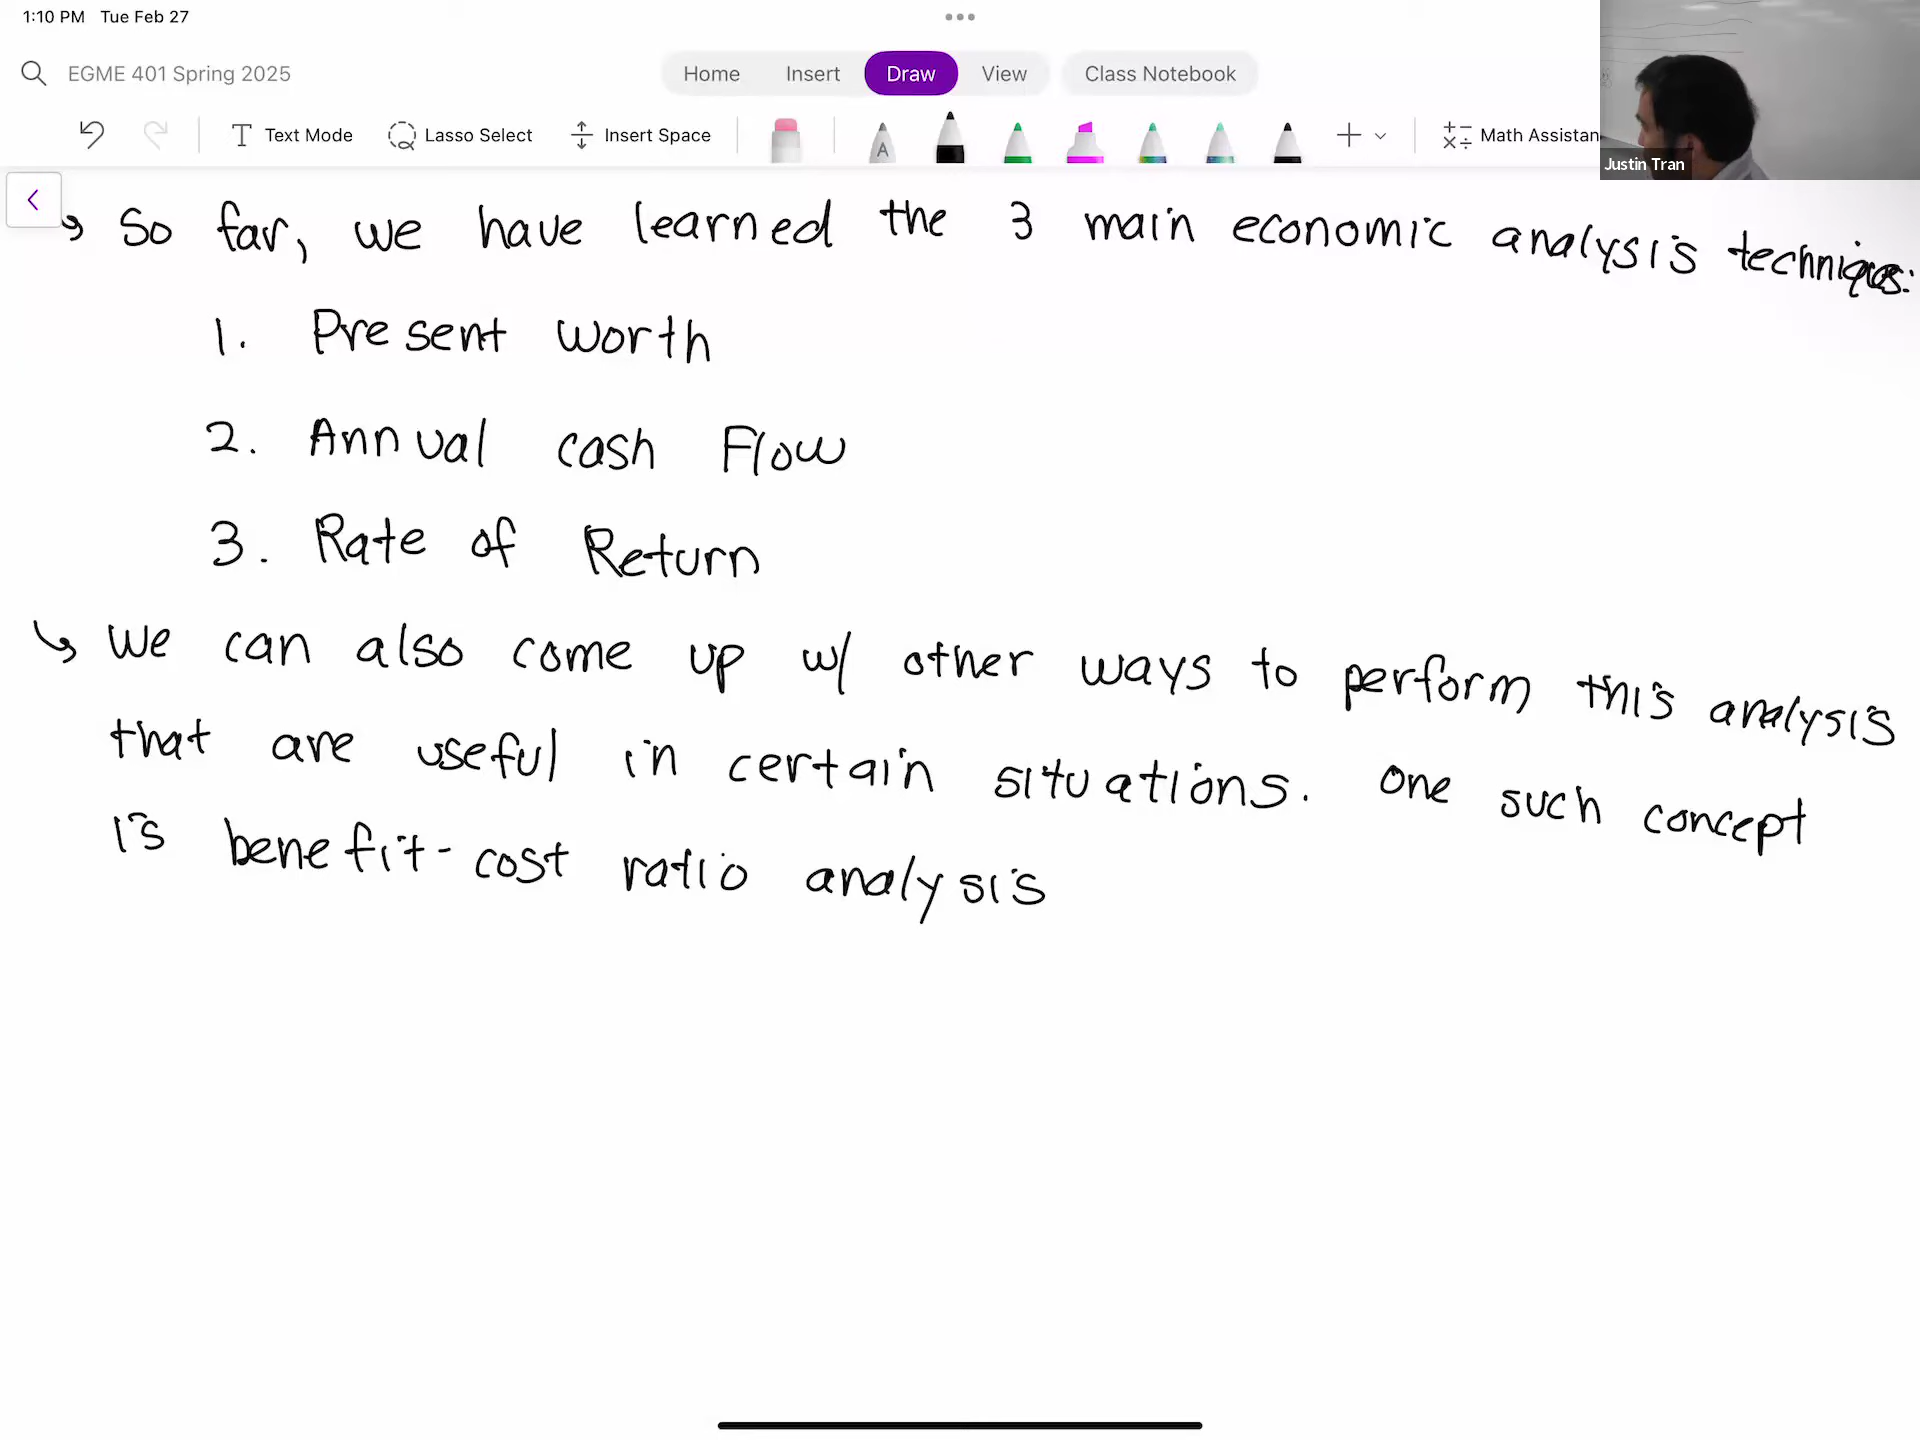 1:10 PM Tue Feb 27
EGME 401 Spring 2025
Home Insert Draw View Class Notebook
Text Mode Lasso Select Insert Space A Math Assistan
Justin Tran
So far, we have learned the 3 main economic analysis techniques:
1. Present worth
2. Annual cash Flow
3. Rate of Return
We can also come up w/ other ways to perform this analysis
that are useful in certain situations. One such concept
is benefit-cost ratio analysis